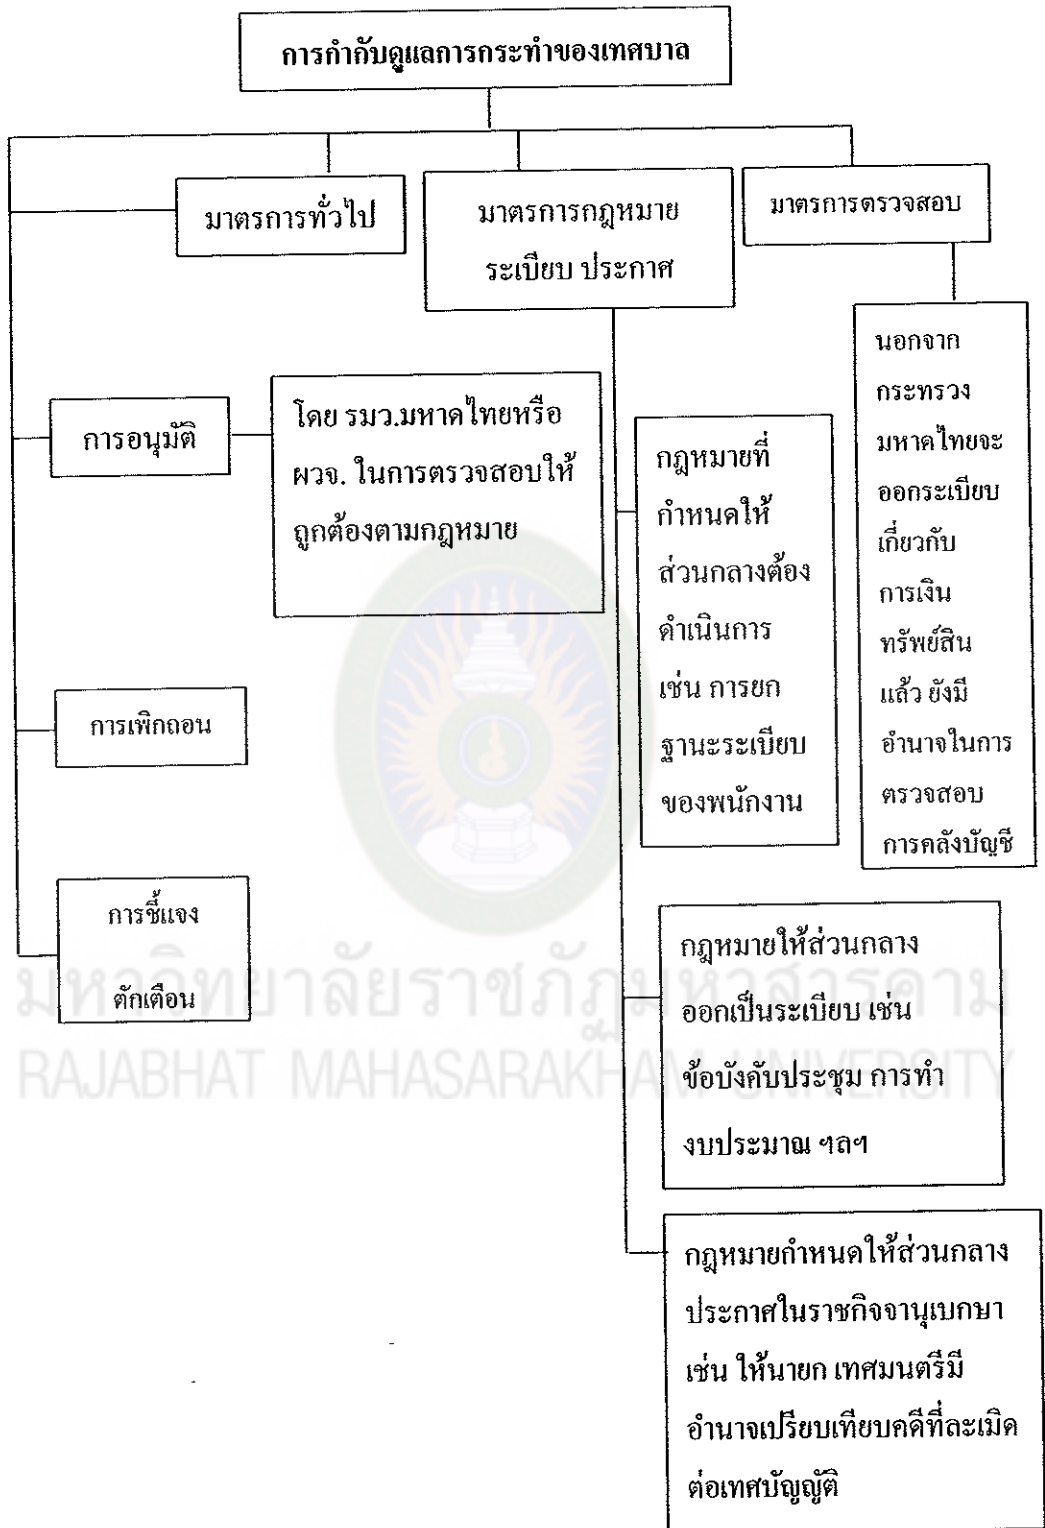 การกำกับดูแลการกระทำของเทศบาล
มาตรการทั่วไป
มาตรการกฎหมาย
ระเบียบ ประกาศ
มาตรการตรวจสอบ
การอนุมัติ
โดย รมว.มหาดไทยหรือ
ผวจ. ในการตรวจสอบให้
ถูกต้องตามกฎหมาย
การเพิกถอน
การชี้แจง
ตักเตือน
กฎหมายที่
กำหนดให้
ส่วนกลางต้อง
ดำเนินการ
เช่น การยก
ฐานะระเบียบ
ของพนักงาน
กฎหมายให้ส่วนกลาง
ออกเป็นระเบียบ เช่น
ข้อบังคับประชุม การทำ
งบประมาณ ฯลฯ
กฎหมายกำหนดให้ส่วนกลาง
ประกาศในราชกิจจานุเบกษา
เช่น ให้นายก เทศมนตรีมี
อำนาจเปรียบเทียบคดีที่ละเมิด
ต่อเทศบัญญัติ
นอกจาก
กระทรวง
มหาดไทยจะ
ออกระเบียบ
เกี่ยวกับ
การเงิน
ทรัพย์สิน
แล้ว ยังมี
อำนาจในการ
ตรวจสอบ
การคลังบัญชี
มหาวิทยาลัยราชภัฏมหาสารคาม
RAJABHAT MAHASARAKHAM UNIVERSITY